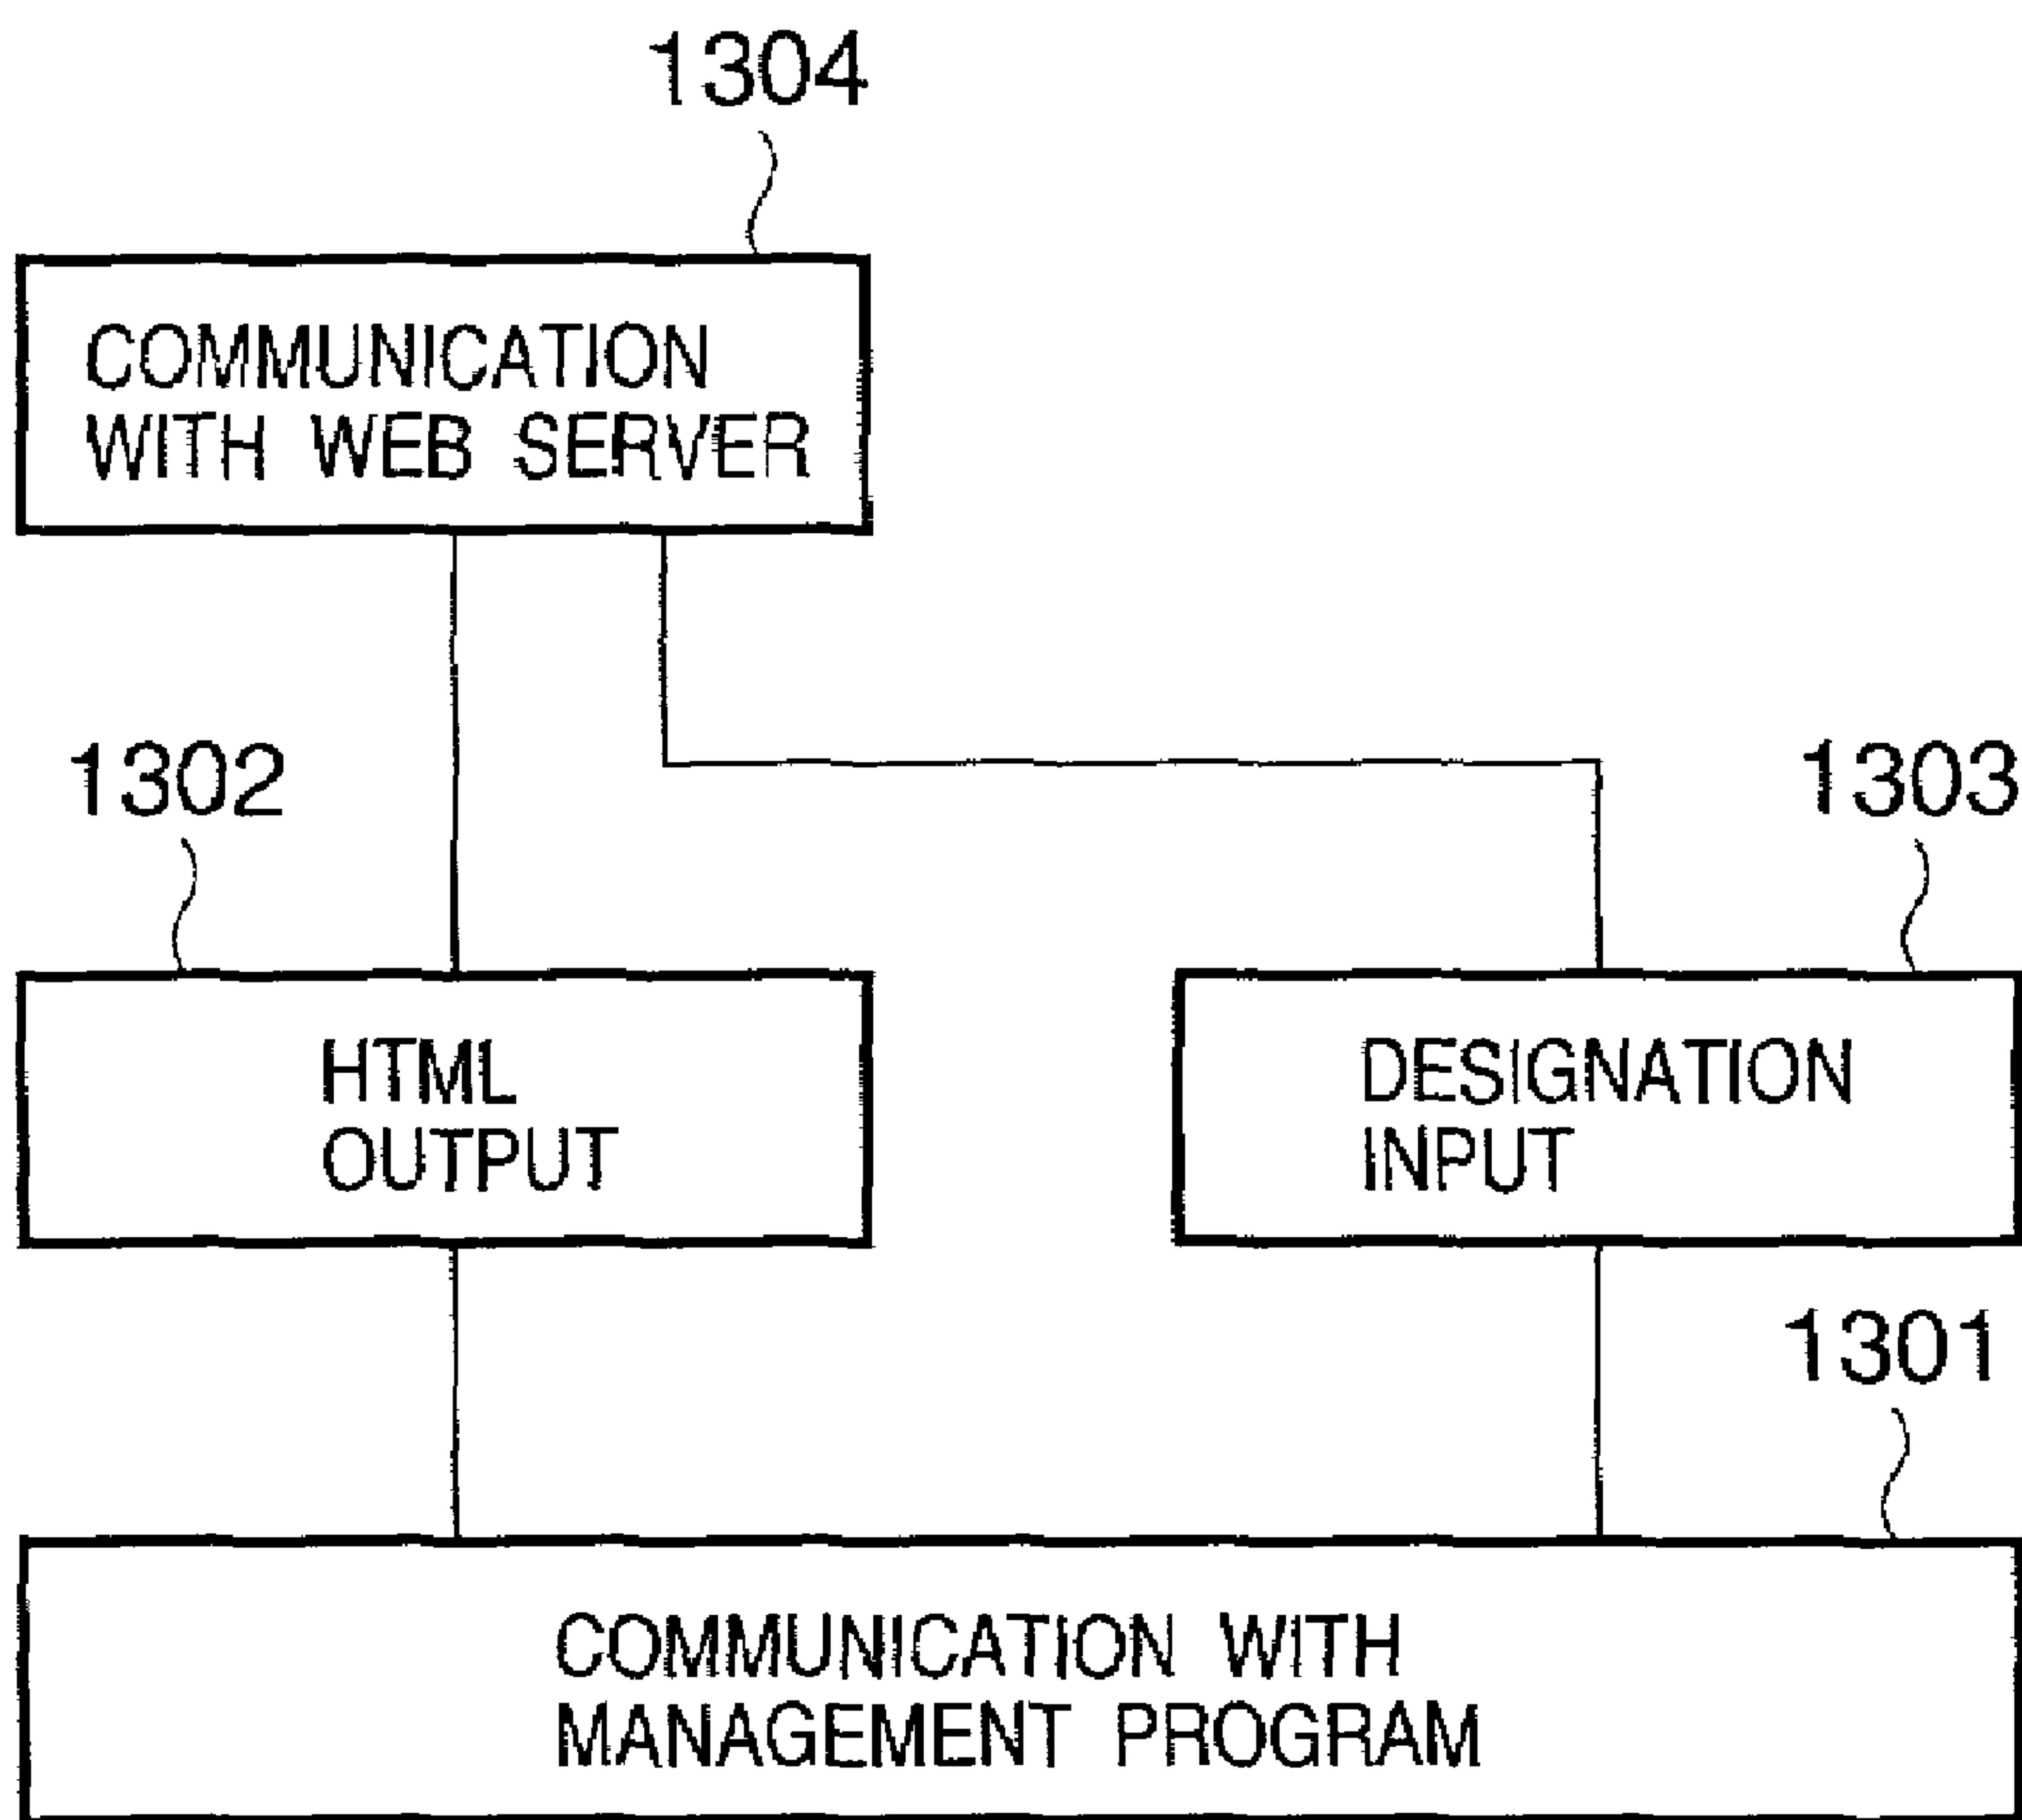 1304
COMMUNICATION
WITH WEB SERVER
1302
1303
HTML
OUTPUT
DESIGNATION
INPUT
1301
COMMUNICATION WITH
MANAGEMENT PROGRAM